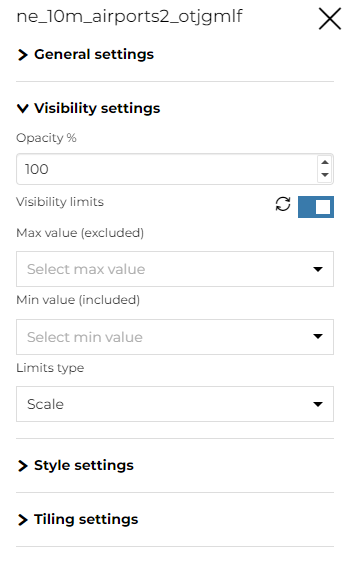 ne_10m_airports2_otjgmlf
General settings
Visibility settings
Opacity %
100
Visibility limits
Max value (excluded)
Select max value
Min value (included)
Select min value
Limits type
Scale
Style settings
Tiling settings